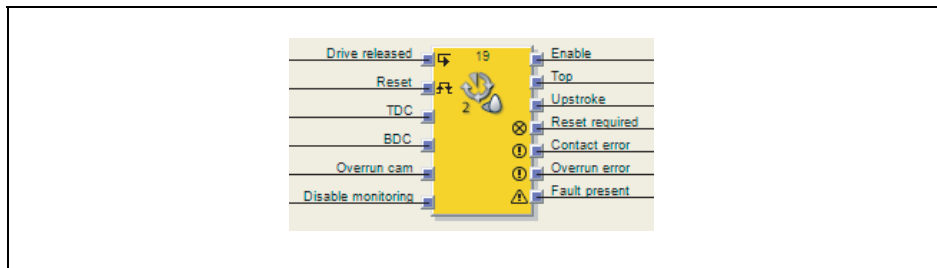 Drive released
Reset
TDC
BDC
Overrun cam
Disable monitoring
19
2
Enable
Top
Upstroke
Reset required
Contact error
Overrun error
Fault present